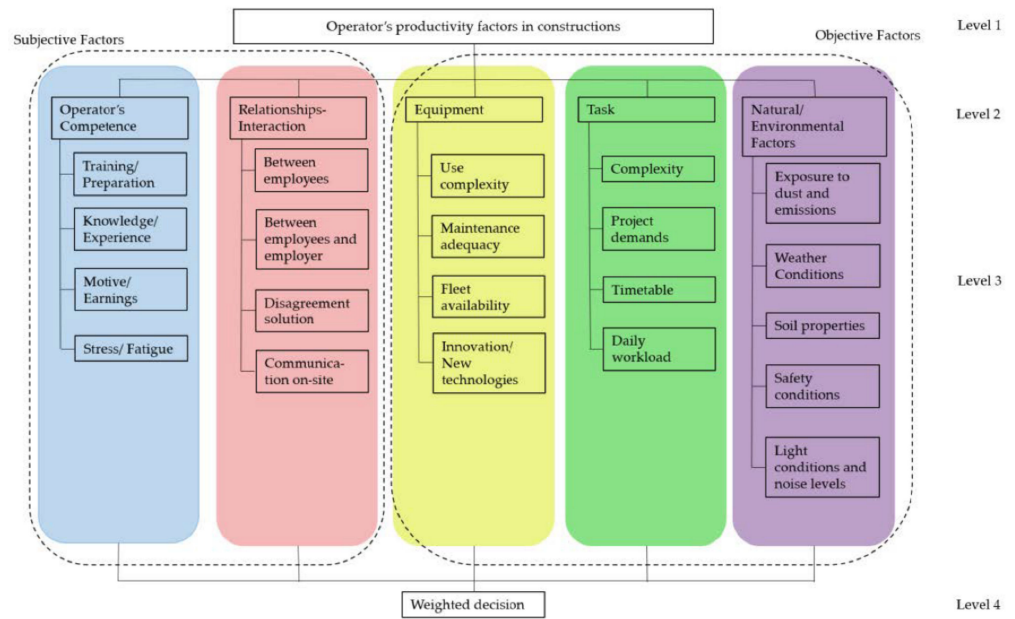 Operator's productivity factors in constructions
Level 1
Subjective Factors
Objective Factors
Operator's
Competence
Relationships-
Interaction
Equipment
Task
Natural/
Environmental
Factors
Level 2
Training/
Preparation
Knowledge/
Experience
Motive/
Earnings
Stress/ Fatigue
Between
employees
Between
employees and
employer
Disagreement
solution
Communica-
tion on-site
Use
complexity
Maintenance
adequacy
Fleet
availability
Innovation/
New
technologies
Complexity
Project
demands
Timetable
Daily
workload
Exposure to
dust and
emissions
Weather
Conditions
Soil properties
Safety
conditions
Light
conditions and
noise levels
Level 3
Weighted decision
Level 4